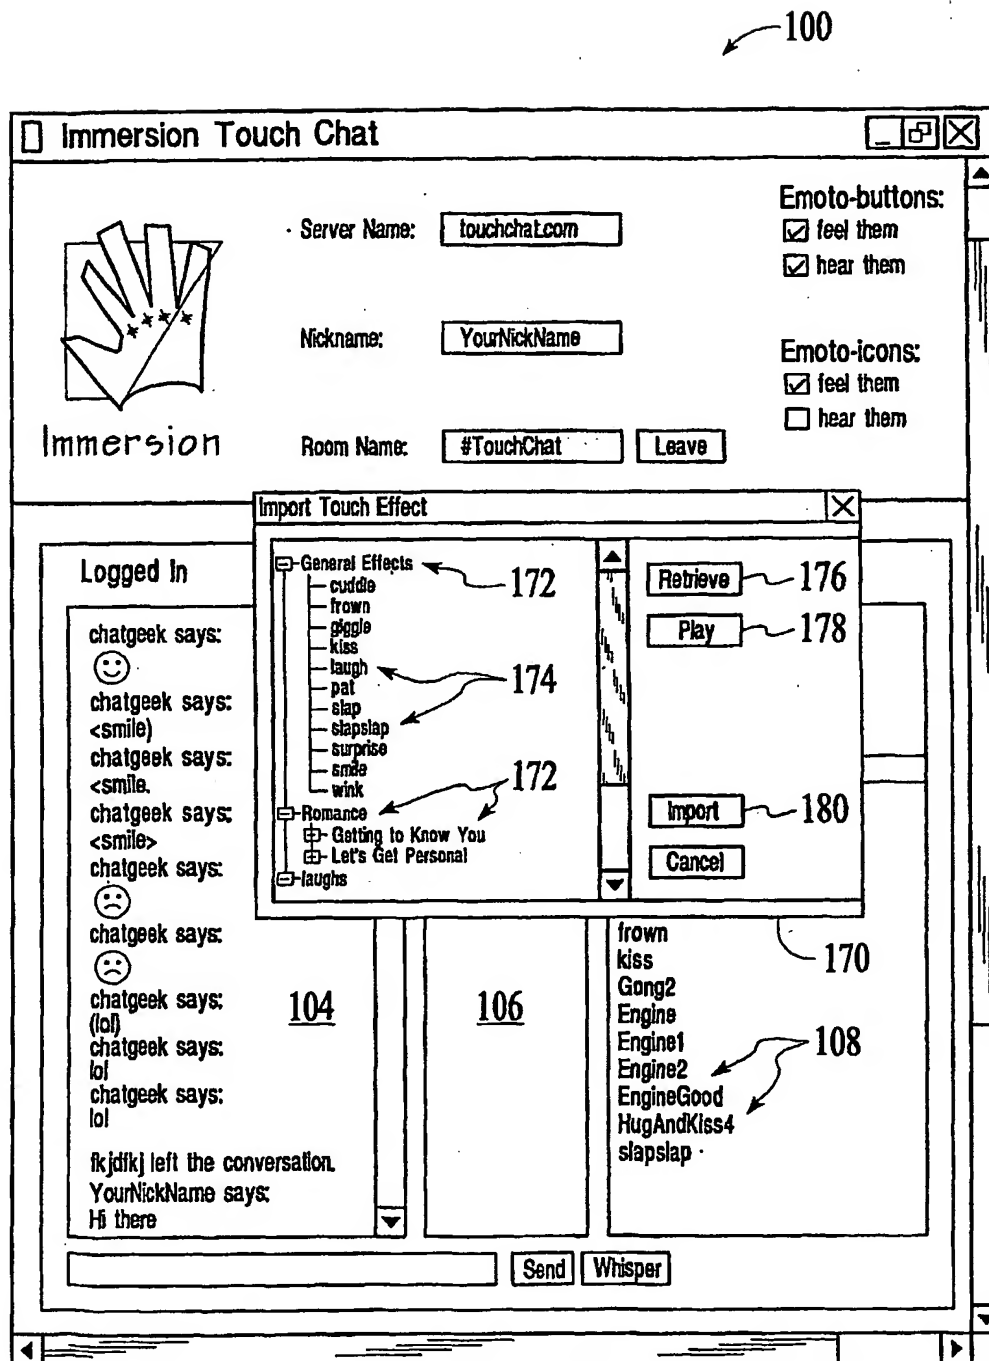 100
Immersion Touch Chat
Emoto-buttons:
feel them
hear them
Server Name: touchchat.com
Nickname: YourNickName
Emoto-icons:
feel them
hear them
Immersion
Room Name: #TouchChat Leave
Import Touch Effect
General Effects
cuddle
frown
giggle
kiss
laugh
pat
slap
slapslap
surprise
smile
wink
Romance
Getting to Know You
Let's Get Personal
laughs
172
174
172
Retrieve 176
Play 178
Import 180
Cancel
170
Logged In
chatgeek says:
chatgeek says:
<smile)
chatgeek says:
<smile.
chatgeek says:
<smile>
chatgeek says:
chatgeek says:
chatgeek says:
(lol)
chatgeek says:
lol
chatgeek says:
lol
fkjdfkj left the conversation.
YourNickName says:
Hi there
104
106
frown
kiss
Gong2
Engine
Engine1
Engine2
EngineGood
HugAndKiss4
slapslap
108
Send Whisper